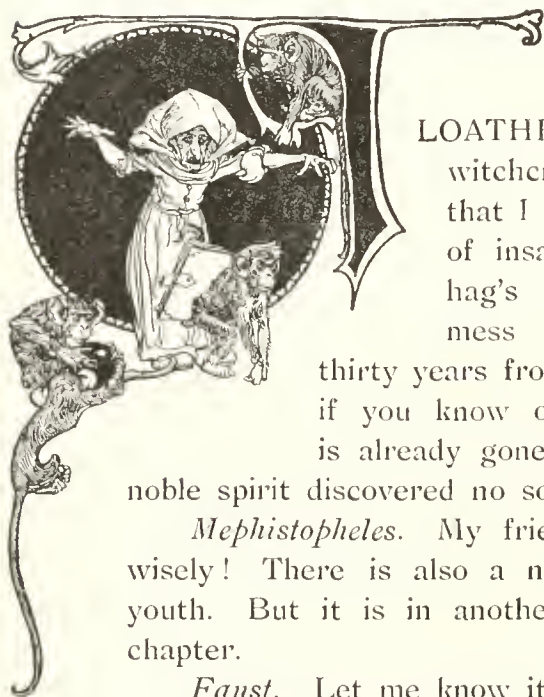 I LOATHE
witcher
that I
of insa
hag's
mess
thirty years fro
if you know o
is already gone
noble spirit discovered no so
Mephistopheles. My frie
wisely! There is also a n
youth. But it is in anothe
chapter.
Faust. Let me know it